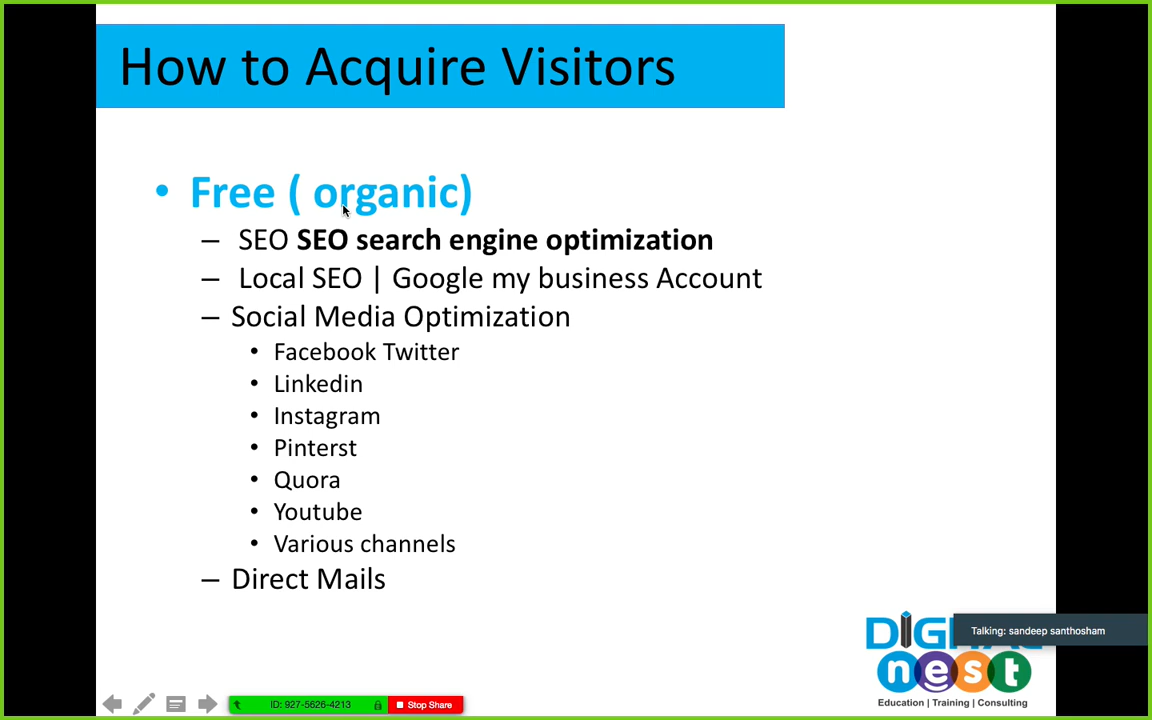 How to Acquire Visitors
• Free ( organic)
– SEO SEO search engine optimization
– Local SEO | Google my business Account
– Social Media Optimization
• Facebook Twitter
• Linkedin
• Instagram
• Pinterst
• Quora
• Youtube
• Various channels
– Direct Mails
Talking: sandeep santhosham
nest
Education | Training | Consulting
ID: 927-5626-4213
Stop Share